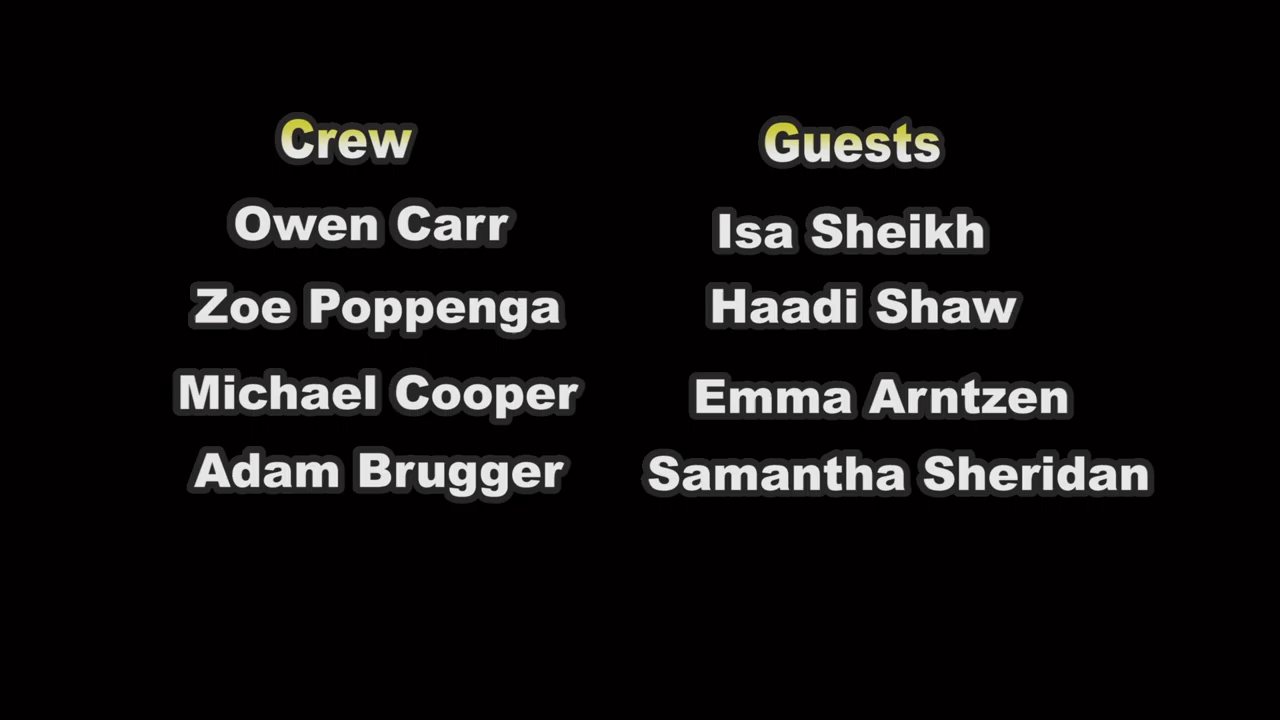 Crew
Owen Carr
Zoe Poppenga
Michael Cooper
Adam Brugger
Guests
Isa Sheikh
Haadi Shaw
Emma Arntzen
Samantha Sheridan